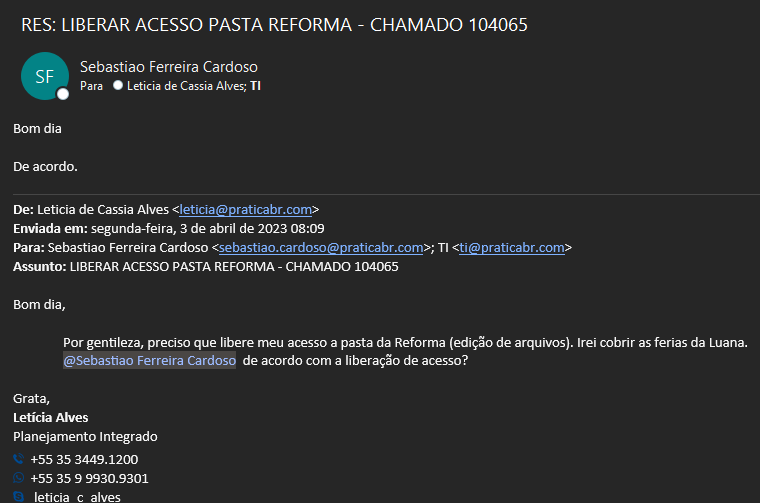 RES: LIBERAR ACESSO PASTA REFORMA - CHAMADO 104065
SF
Sebastiao Ferreira Cardoso
Para Leticia de Cassia Alves; TI
Bom dia
De acordo.
De: Leticia de Cassia Alves <leticia@praticabr.com>
Enviada em: segunda-feira, 3 de abril de 2023 08:09
Para: Sebastiao Ferreira Cardoso <sebastiao.cardoso@praticabr.com>; TI <ti@praticabr.com>
Assunto: LIBERAR ACESSO PASTA REFORMA - CHAMADO 104065
Bom dia,
Por gentileza, preciso que libere meu acesso a pasta da Reforma (edição de arquivos). Irei cobrir as ferias da Luana.
@Sebastiao Ferreira Cardoso de acordo com a liberação de acesso?
Grata,
Letícia Alves
Planejamento Integrado
+55 35 3449.1200
+55 35 9 9930.9301
leticia_c_alves